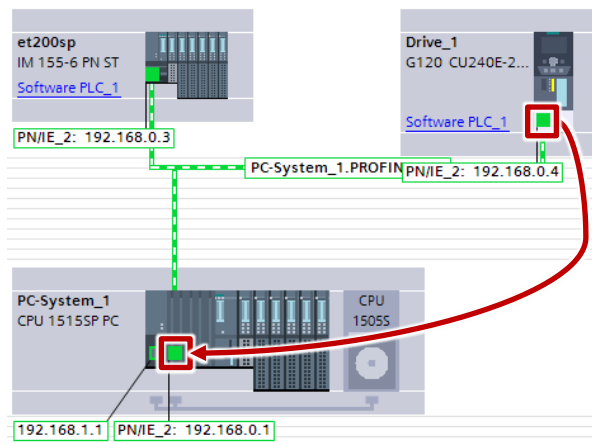 et200sp
IM 155-6 PN ST
Software PLC_1
PN/IE_2: 192.168.0.3
Drive_1
G120 CU240E-2...
Software PLC_1
PC-System_1.PROFIN
PN/IE_2: 192.168.0.4
PC-System_1
CPU 1515SP PC
CPU
1505S
192.168.1.1
PN/IE_2: 192.168.0.1